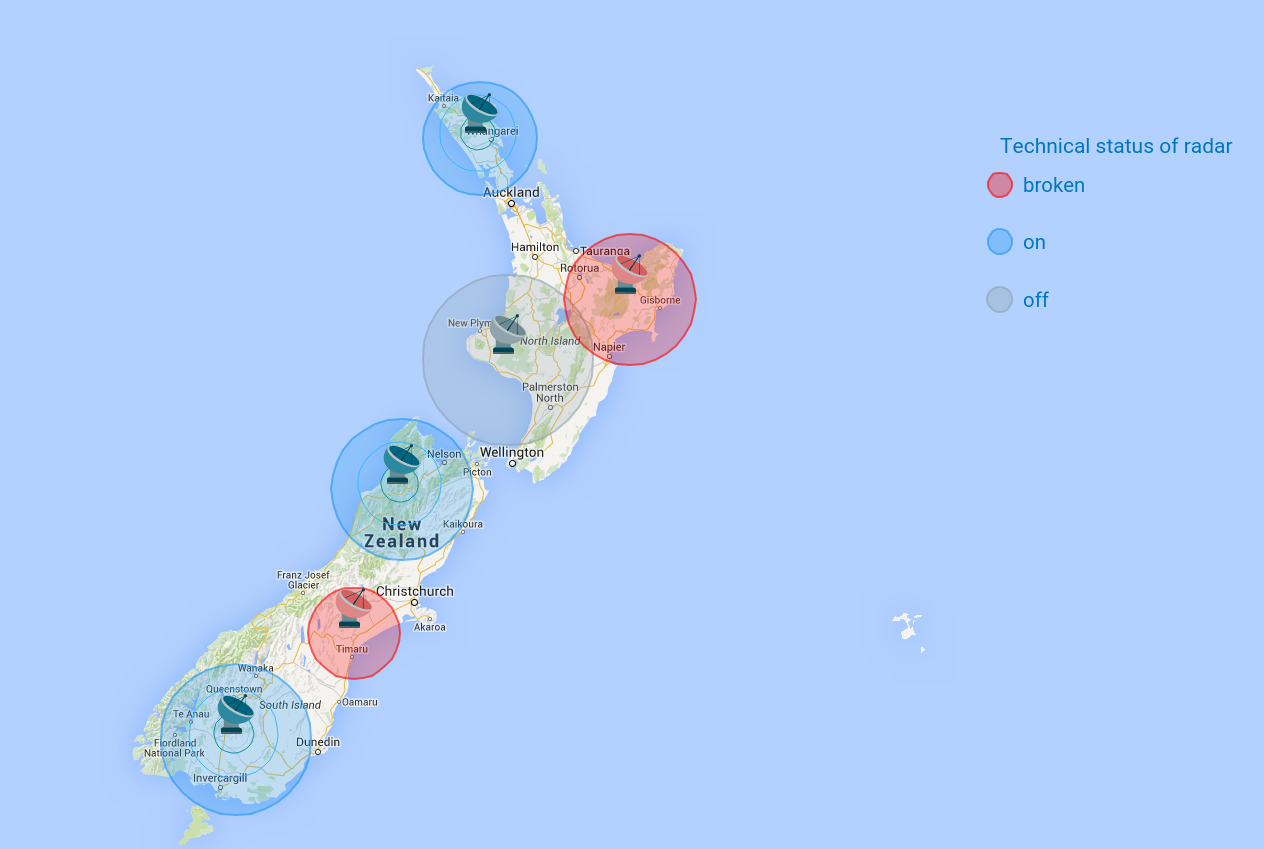 Technical status of radar
broken
on
off
Kaitaia
Whangarei
Auckland
Hamilton
Tauranga
Rotorua
Gisborne
New Plym
North Island
Napier
Palmerston
North
Wellington
Nelson
Picton
New
Zealand
Kaikoura
Franz Josef
Glacier
Christchurch
Akaroa
Timaru
Wanaka
Queenstown
South Island
Oamaru
Te Anau
Fiordland
National Park
Dunedin
Invercargill